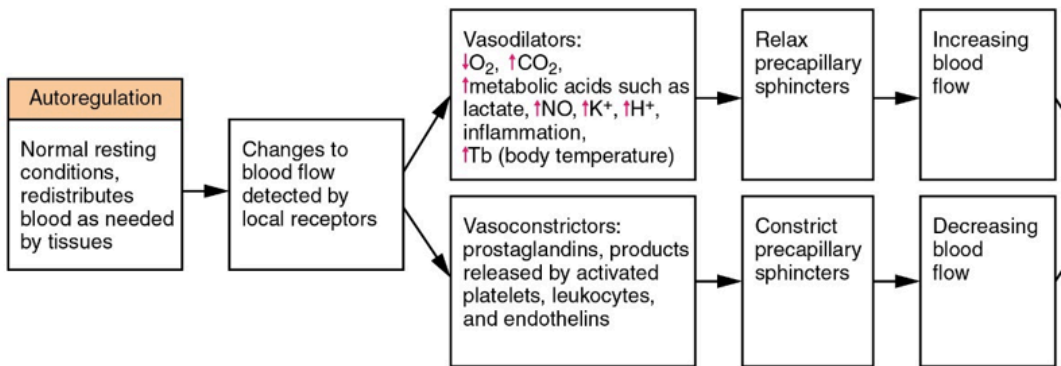 Autoregulation
Normal resting
conditions,
redistributes
blood as needed
by tissues
Changes to
blood flow
detected by
local receptors
Vasodilators:
↓O₂, ↑CO₂,
↑metabolic acids such as
lactate, ↑NO, ↑K⁺, ↑H⁺,
inflammation,
↑Tb (body temperature)
Relax
precapillary
sphincters
Increasing
blood
flow
Vasoconstrictors:
prostaglandins, products
released by activated
platelets, leukocytes,
and endothelins
Constrict
precapillary
sphincters
Decreasing
blood
flow